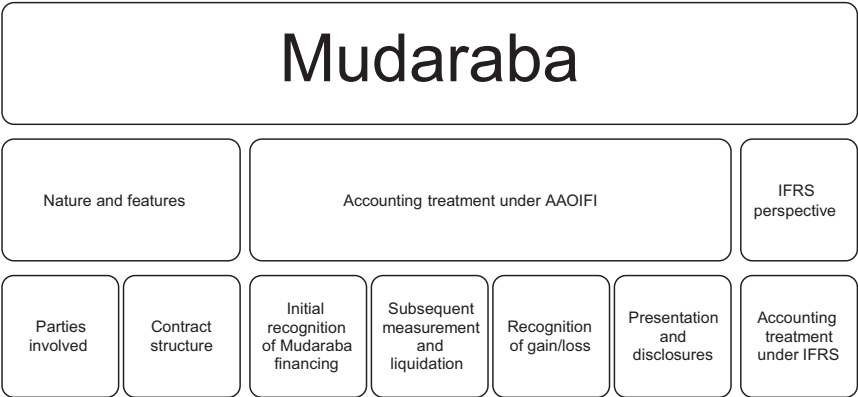 Mudaraba
Nature and features
Accounting treatment under AAOIFI
IFRS
perspective
Parties
involved
Contract
structure
Initial
recognition
of Mudaraba
financing
Subsequent
measurement
and
liquidation
Recognition
of gain/loss
Presentation
and
disclosures
Accounting
treatment
under IFRS